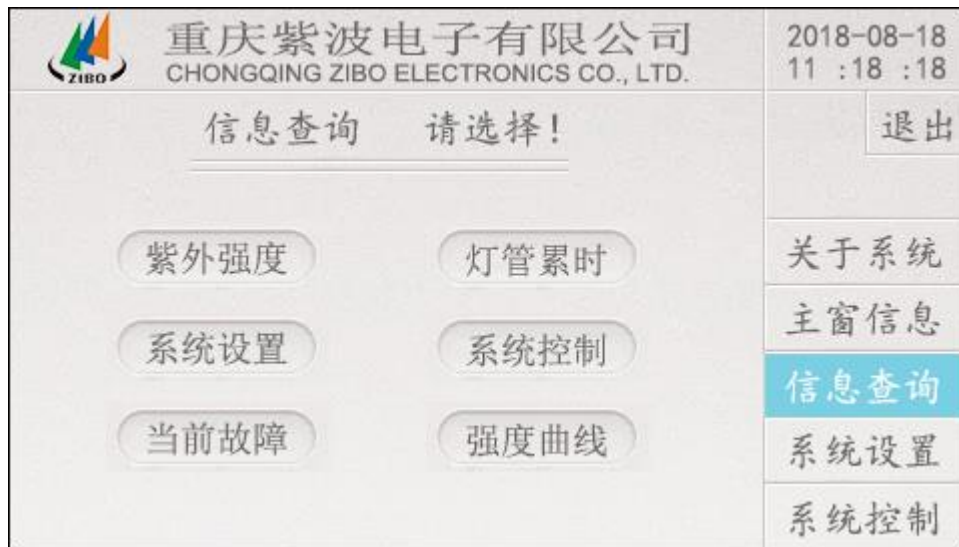 ZIBO
重庆紫波电子有限公司
CHONGQING ZIBO ELECTRONICS CO., LTD.
2018-08-18
11 :18 :18
退出
信息查询 请选择!
紫外强度 灯管累时
系统设置 系统控制
当前故障 强度曲线
关于系统
主窗信息
信息查询
系统设置
系统控制